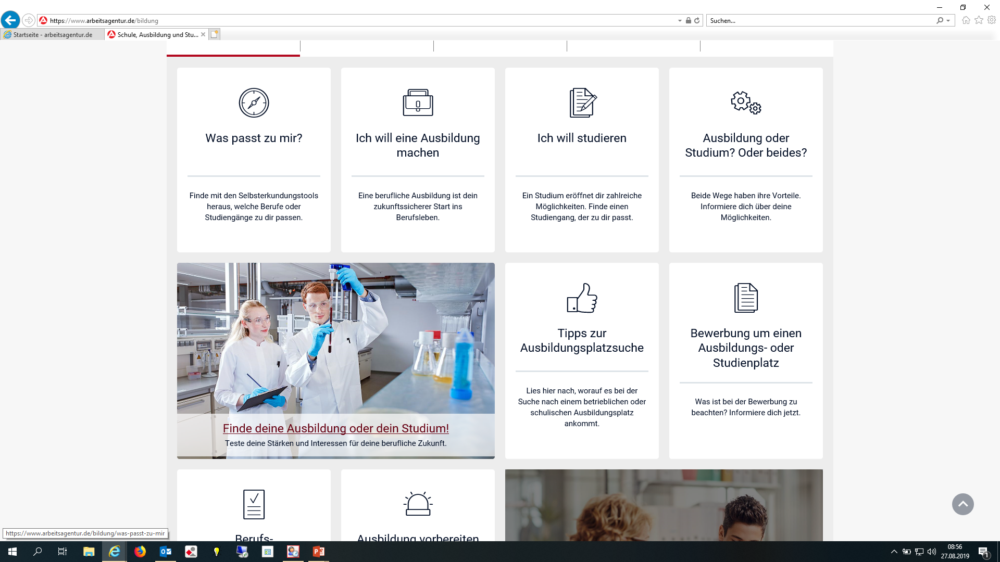 https://www.arbeitsagentur.de/bildung
Suchen...
Startseite - arbeitsagentur.de
Schule, Ausbildung und Stu...
Was passt zu mir?
Finde mit den Selbsterkundungstools
heraus, welche Berufe oder
Studiengänge zu dir passen.
Ich will eine Ausbildung
machen
Eine berufliche Ausbildung ist dein
zukunftssicherer Start ins
Berufsleben.
Ich will studieren
Ein Studium eröffnet dir zahlreiche
Möglichkeiten. Finde einen
Studiengang, der zu dir passt.
Ausbildung oder
Studium? Oder beides?
Beide Wege haben ihre Vorteile.
Informiere dich über deine
Möglichkeiten.
Finde deine Ausbildung oder dein Studium!
Teste deine Stärken und Interessen für deine berufliche Zukunft.
Tipps zur
Ausbildungsplatzsuche
Lies hier nach, worauf es bei der
Suche nach einem betrieblichen oder
schulischen Ausbildungsplatz
ankommt.
Bewerbung um einen
Ausbildungs- oder
Studienplatz
Was ist bei der Bewerbung zu
beachten? Informiere dich jetzt.
Berufs-
Ausbildung vorbereiten
https://www.arbeitsagentur.de/bildung/was-passt-zu-mir
08:56
27.08.2019
1